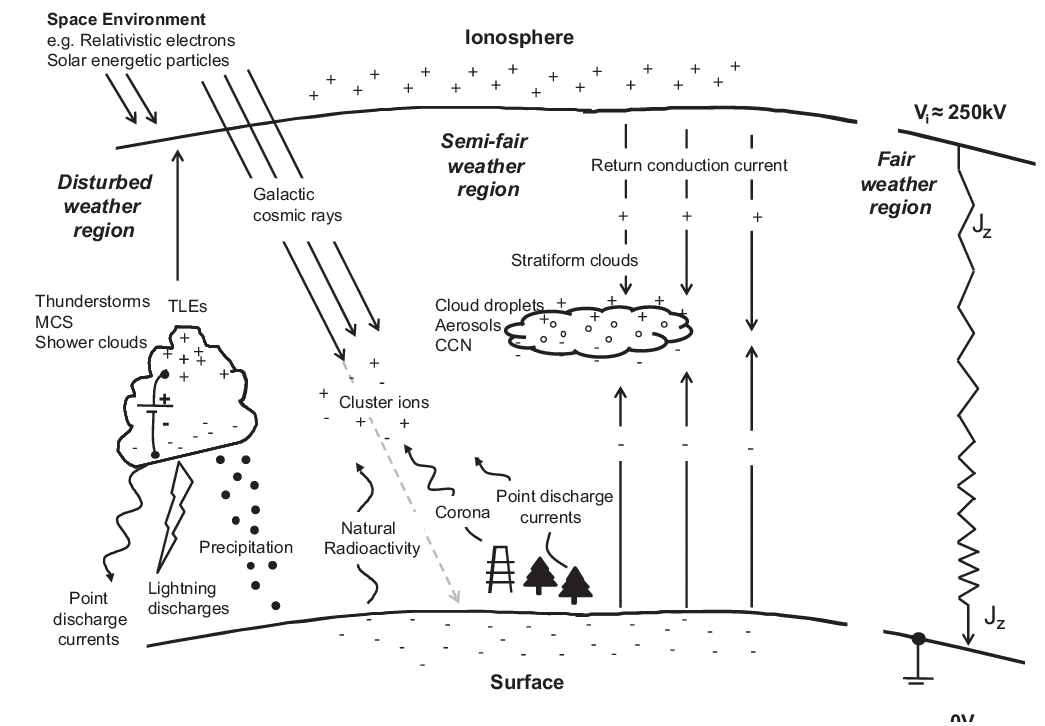 Space Environment
e.g. Relativistic electrons
Solar energetic particles
Ionosphere
Vi ≈ 250kV
Semi-fair
weather
region
Return conduction current
Fair
weather
region
Disturbed
weather
region
Galactic
cosmic rays
Jz
Stratiform clouds
Thunderstorms
MCS
Shower clouds
TLEs
Cloud droplets
Aerosols
CCN
Cluster ions
Point discharge
currents
Corona
Natural
Radioactivity
Precipitation
Lightning
discharges
Point
discharge
currents
Jz
Surface
0V